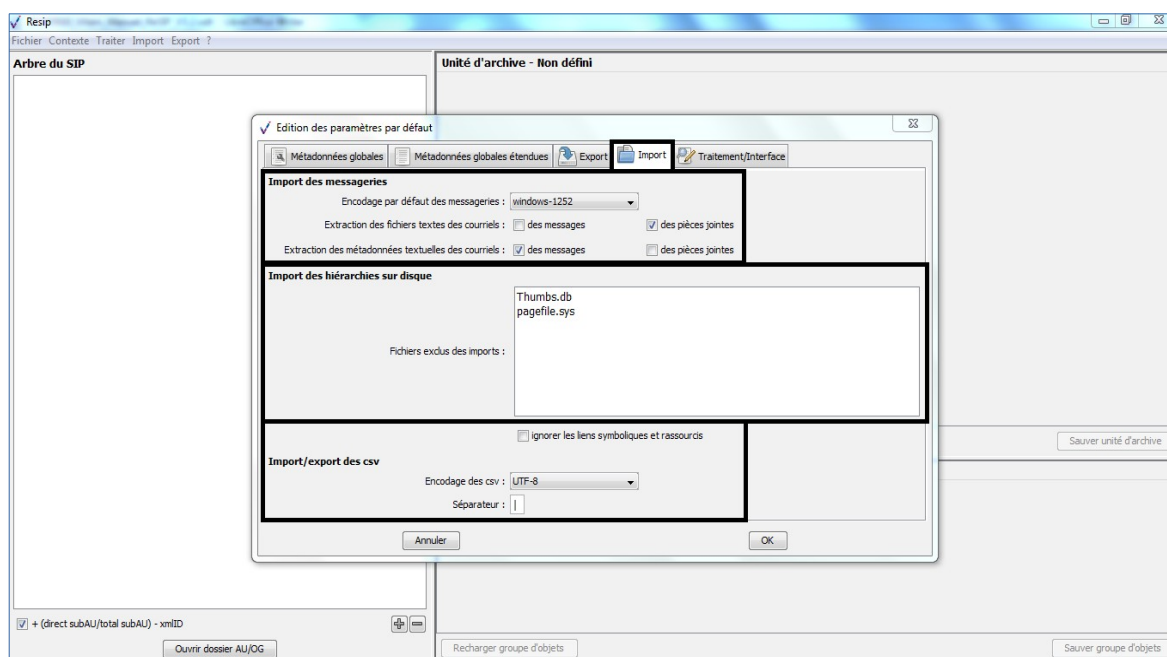 Resip
Fichier Contexte Traiter Import Export ?
Arbre du SIP
Unité d'archive - Non défini
Edition des paramètres par défaut
Métadonnées globales Métadonnées globales étendues Export Import Traitement/Interface
Import des messageries
Encodage par défaut des messageries : windows-1252
Extraction des fichiers textes des courriels : des messages des pièces jointes
Extraction des métadonnées textuelles des courriels : des messages des pièces jointes
Import des hiérarchies sur disque
Thumbs.db
pagefile.sys
Fichiers exclus des imports :
ignorer les liens symboliques et rassourcis
Sauver unité d'archive
Import/export des csv
Encodage des csv : UTF-8
Séparateur : |
Annuler OK
+ (direct subAU/total subAU) - xmlID
Ouvrir dossier AU/OG Recharger groupe d'objets Sauver groupe d'objets